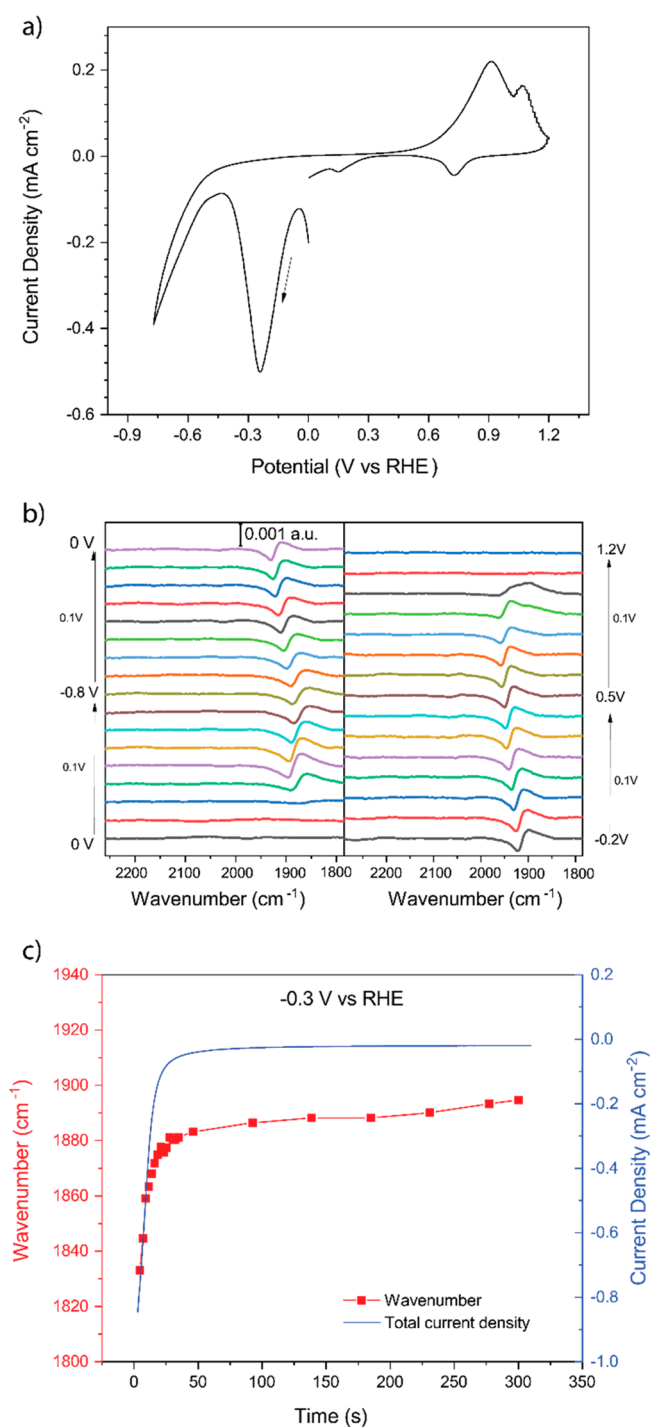 a)
0.2
0.0
-0.2
-0.4
-0.6
Current Density (mA cm⁻²)
-0.9 -0.6 -0.3 0.0 0.3 0.6 0.9 1.2
Potential (V vs RHE)
b)
0.001 a.u.
0 V
0.1V
-0.8 V
0.1V
0 V
1.2V
0.1V
0.5V
0.1V
-0.2V
2200 2100 2000 1900 1800 2200 2100 2000 1900 1800
Wavenumber (cm⁻¹) Wavenumber (cm⁻¹)
c)
-0.3 V vs RHE
1940
1920
1900
1880
1860
1840
1820
1800
Wavenumber (cm⁻¹)
0.2
0.0
-0.2
-0.4
-0.6
-0.8
-1.0
Current Density (mA cm⁻²)
Wavenumber
Total current density
0 50 100 150 200 250 300 350
Time (s)